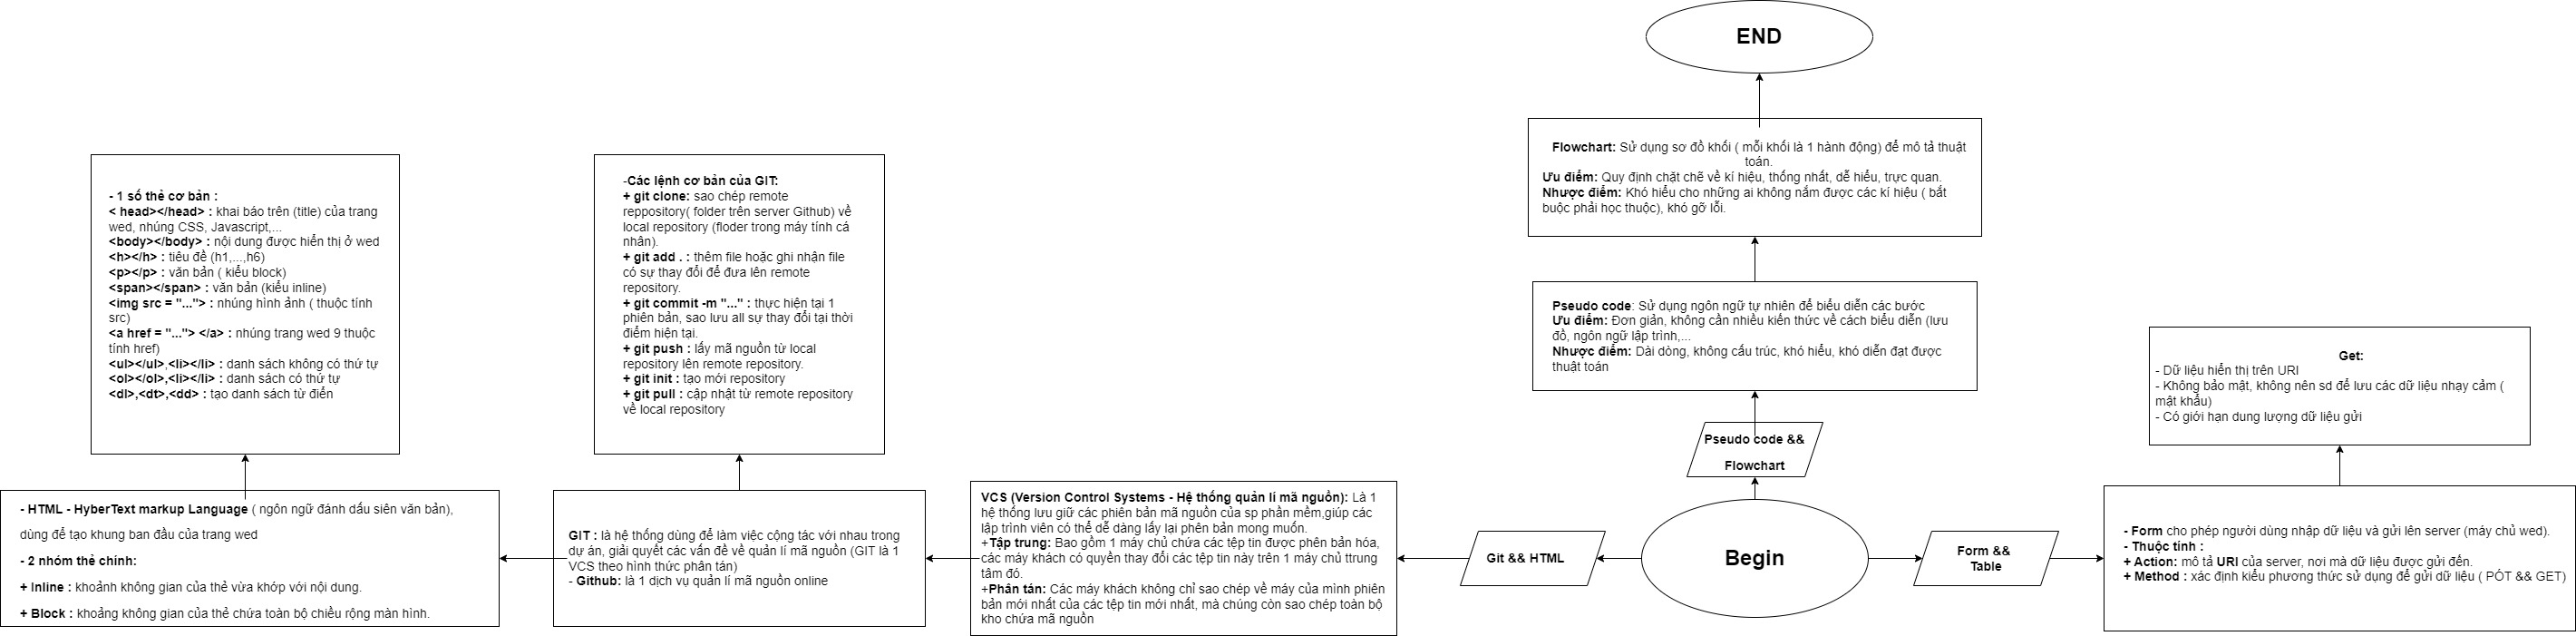 END
Flowchart: Sử dụng sơ đồ khối ( mỗi khối là 1 hành động) để mô tả thuật
toán.
Ưu điểm: Quy định chặt chẽ về kí hiệu, thống nhất, dễ hiểu, trực quan.
Nhược điểm: Khó hiểu cho những ai không nắm được các kí hiệu ( bắt
buộc phải học thuộc), khó gỡ lỗi.
- 1 số thẻ cơ bản :
< head></head> : khai báo trên (title) của trang
wed, nhúng CSS, Javascript,...
<body></body> : nội dung được hiển thị ở wed
<h></h> : tiêu đề (h1,...,h6)
<p></p> : văn bản ( kiểu block)
<span></span> : văn bản (kiểu inline)
<img src = "..."> : nhúng hình ảnh ( thuộc tính
src)
<a href = "..."> </a> : nhúng trang wed 9 thuộc
tính href)
<ul></ul>,<li></li> : danh sách không có thứ tự
<ol></ol>,<li></li> : danh sách có thứ tự
<dl>,<dt>,<dd> : tạo danh sách từ điển
-Các lệnh cơ bản của GIT:
+ git clone: sao chép remote
reppository( folder trên server Github) về
local repository (floder trong máy tính cá
nhân).
+ git add . : thêm file hoặc ghi nhận file
có sự thay đổi để đưa lên remote
repository.
+ git commit -m "..." : thực hiện tại 1
phiên bản, sao lưu all sự thay đổi tại thời
điểm hiện tại.
+ git push : lấy mã nguồn từ local
repository lên remote repository.
+ git init : tạo mới repository
+ git pull : cập nhật từ remote repository
về local repository
Pseudo code: Sử dụng ngôn ngữ tự nhiên để biểu diễn các bước
Ưu điểm: Đơn giản, không cần nhiều kiến thức về cách biểu diễn (lưu
đồ, ngôn ngữ lập trình,...
Nhược điểm: Dài dòng, không cấu trúc, khó hiểu, khó diễn đạt được
thuật toán
Get:
- Dữ liệu hiển thị trên URI
- Không bảo mật, không nên sd để lưu các dữ liệu nhạy cảm (
mật khẩu)
- Có giới hạn dung lượng dữ liệu gửi
Pseudo code &&
Flowchart
- HTML - HyberText markup Language ( ngôn ngữ đánh dấu siên văn bản),
dùng để tạo khung ban đầu của trang wed
- 2 nhóm thẻ chính:
+ Inline : khoảnh không gian của thẻ vừa khớp với nội dung.
+ Block : khoảng không gian của thẻ chứa toàn bộ chiều rộng màn hình.
GIT : là hệ thống dùng để làm việc cộng tác với nhau trong
dự án, giải quyết các vấn đề về quản lí mã nguồn (GIT là 1
VCS theo hình thức phân tán)
- Github: là 1 dịch vụ quản lí mã nguồn online
VCS (Version Control Systems - Hệ thống quản lí mã nguồn): Là 1
hệ thống lưu giữ các phiên bản mã nguồn của sp phần mềm,giúp các
lập trình viên có thể dễ dàng lấy lại phên bản mong muốn.
+Tập trung: Bao gồm 1 máy chủ chứa các tệp tin được phên bản hóa,
các máy khách có quyền thay đổi các tệp tin này trên 1 máy chủ ttrung
tâm đó.
+Phân tán: Các máy khách không chỉ sao chép về máy của mình phiên
bản mới nhất của các tệp tin mới nhất, mà chúng còn sao chép toàn bộ
kho chứa mã nguồn
Git && HTML
Begin
Form &&
Table
- Form cho phép người dùng nhập dữ liệu và gửi lên server (máy chủ wed).
- Thuộc tính :
+ Action: mô tả URI của server, nơi mà dữ liệu được gửi đến.
+ Method : xác định kiểu phương thức sử dụng để gửi dữ liệu ( PÓT && GET)